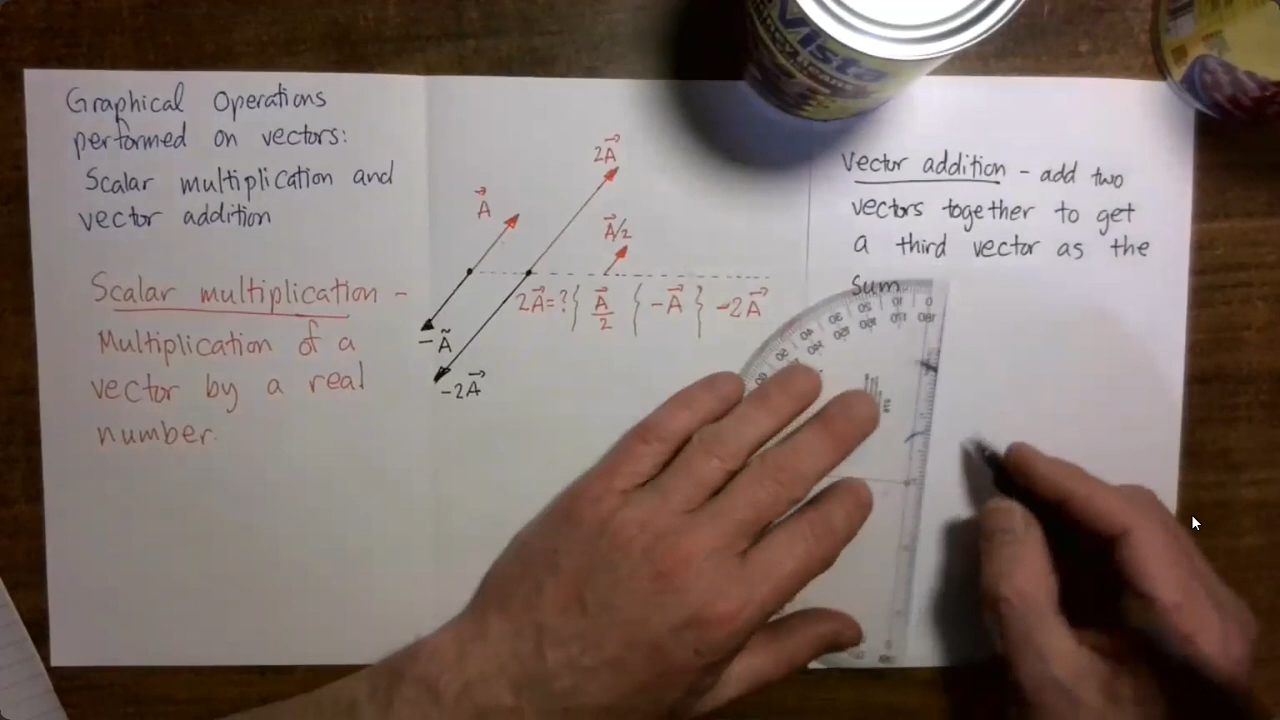 Graphical Operations
performed on vectors:
Scalar multiplication and
vector addition
Scalar multiplication -
Multiplication of a
vector by a real
number.
2A⃗
A⃗
A⃗/2
2A⃗=? { A⃗/2 { -A⃗ } -2A⃗
-Ã
-2A⃗
Vector addition - add two
vectors together to get
a third vector as the
Sum
Vista